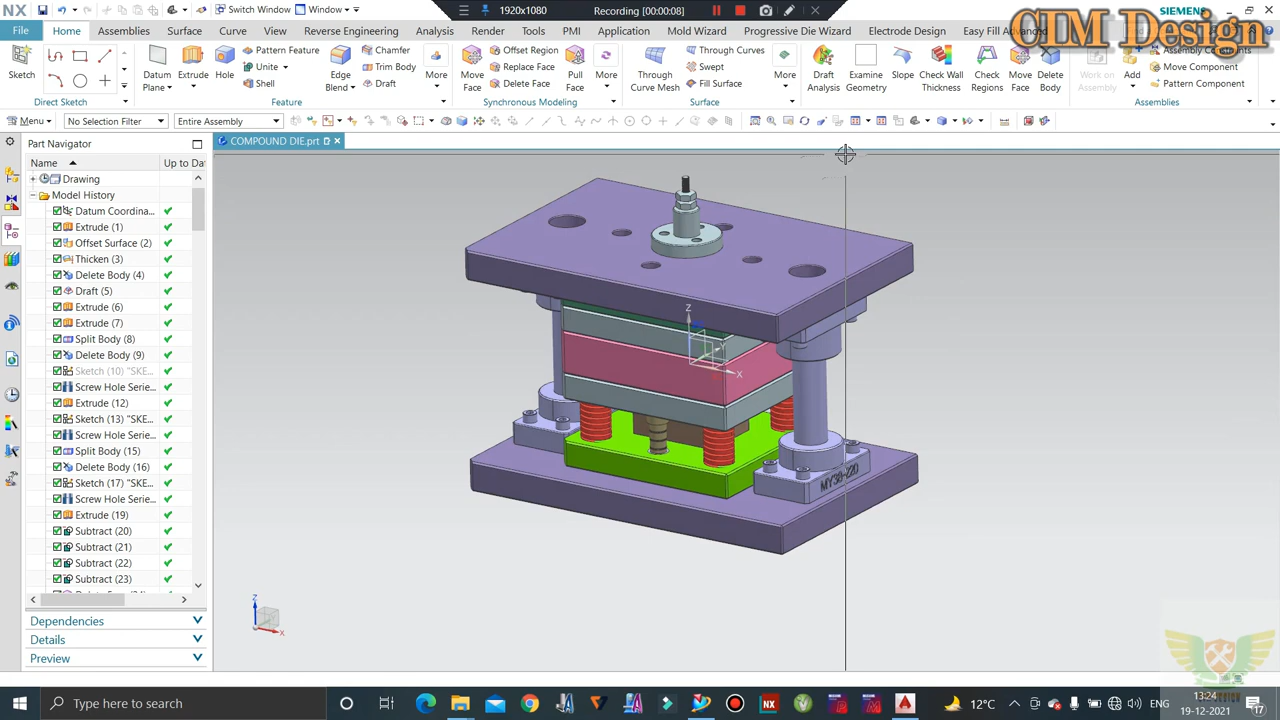 NX
Switch Window
Window
1920x1080
Recording [00:00:08]
SIEMENS
CIM Design
File
Home
Assemblies
Surface
Curve
View
Reverse Engineering
Analysis
Render
Tools
PMI
Application
Mold Wizard
Progressive Die Wizard
Electrode Design
Easy Fill Advanced
Sketch
Direct Sketch
Datum Plane
Extrude
Hole
Pattern Feature
Unite
Shell
Edge Blend
Chamfer
Trim Body
Draft
More
Feature
Move Face
Offset Region
Replace Face
Delete Face
Pull Face
More
Synchronous Modeling
Through Curve Mesh
Through Curves
Swept
Fill Surface
More
Surface
Draft Analysis
Examine Geometry
Slope
Check Wall Thickness
Check Regions
Move Face
Delete Body
Work on Assembly
Add
Assembly Constraints
Move Component
Pattern Component
Assemblies
Menu
No Selection Filter
Entire Assembly
Part Navigator
COMPOUND DIE.prt
Name
Up to Da
Drawing
Model History
Datum Coordina...
Extrude (1)
Offset Surface (2)
Thicken (3)
Delete Body (4)
Draft (5)
Extrude (6)
Extrude (7)
Split Body (8)
Delete Body (9)
Sketch (10) "SKE...
Screw Hole Serie...
Extrude (12)
Sketch (13) "SKE...
Screw Hole Serie...
Split Body (15)
Delete Body (16)
Sketch (17) "SKE...
Screw Hole Serie...
Extrude (19)
Subtract (20)
Subtract (21)
Subtract (22)
Subtract (23)
Dependencies
Details
Preview
Z
Y
X
MY38-220
Z
X
Type here to search
12°C
ENG
13:24
19-12-2021
17